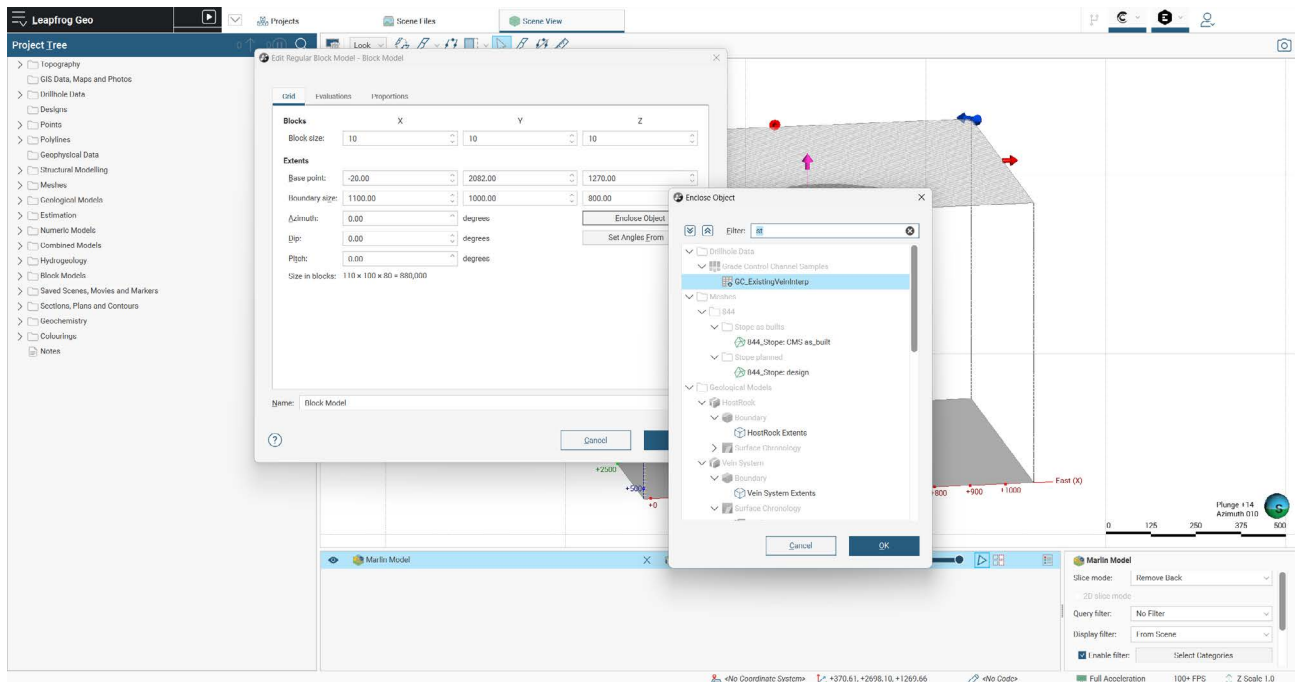 Leapfrog Geo
Projects
Scene Files
Scene View
Project Tree
Look
Topography
GIS Data, Maps and Photos
Drillhole Data
Designs
Points
Polylines
Geophysical Data
Structural Modelling
Meshes
Geological Models
Estimation
Numeric Models
Combined Models
Hydrogeology
Block Models
Saved Scenes, Movies and Markers
Sections, Plans and Contours
Geochemistry
Colourings
Notes
Edit Regular Block Model - Block Model
Grid Evaluations Proportions
Blocks X Y Z
Block size: 10 10 10
Extents
Base point: -20.00 2082.00 1270.00
Boundary size: 1100.00 1000.00 800.00
Azimuth: 0.00 degrees Enclose Object
Dip: 0.00 degrees Set Angles From
Pitch: 0.00 degrees
Size in blocks: 110 × 100 × 80 = 880,000
Name: Block Model
Cancel
Enclose Object
Filter: st
Drillhole Data
Grade Control Channel Samples
GC_ExistingVeinInterp
Meshes
844
Stope as builts
844_Stope: CMS as_built
Stope planned
844_Stope: design
Geological Models
HostRock
Boundary
HostRock Extents
Surface Chronology
Vein System
Boundary
Vein System Extents
Surface Chronology
Cancel OK
+2500
+500
+0
+800 +900 +1000 East (X)
Plunge +14
Azimuth 010
0 125 250 375 500
Marlin Model
Marlin Model
Slice mode: Remove Back
2D slice mode
Query filter: No Filter
Display filter: From Scene
Enable filter: Select Categories
<No Coordinate System> +370.61, +2698.10, +1269.66 <No Code> Full Acceleration 100+ FPS Z Scale 1.0